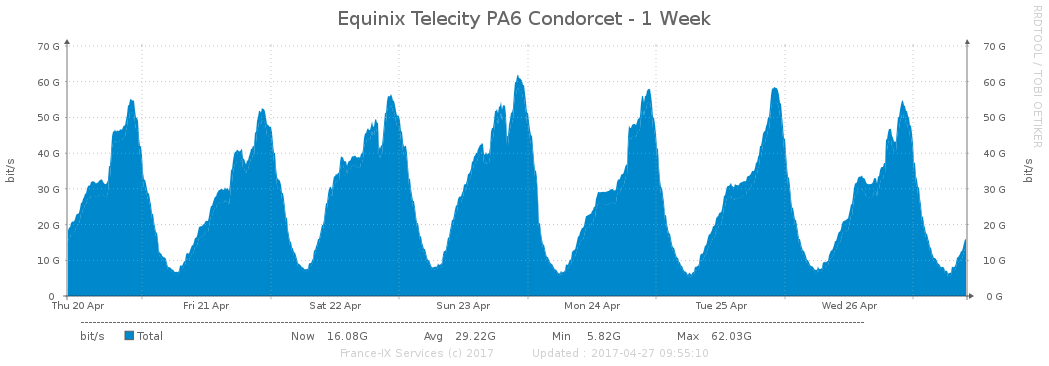 Equinix Telecity PA6 Condorcet - 1 Week
RRDTOOL / TOBI OETIKER
bit/s
70 G
60 G
50 G
40 G
30 G
20 G
10 G
0
70 G
60 G
50 G
40 G
30 G
20 G
10 G
0 G
bit/s
Thu 20 Apr Fri 21 Apr Sat 22 Apr Sun 23 Apr Mon 24 Apr Tue 25 Apr Wed 26 Apr
bit/s Total Now 16.08G Avg 29.22G Min 5.82G Max 62.03G
France-IX Services (c) 2017 Updated : 2017-04-27 09:55:10